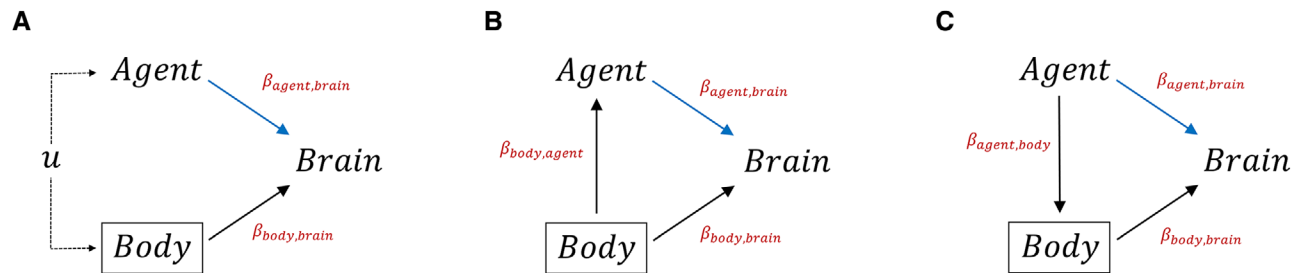 A
Agent
β_agent,brain
u
Brain
Body
β_body,brain
B
Agent
β_agent,brain
β_body,agent
Brain
Body
β_body,brain
C
Agent
β_agent,brain
β_agent,body
Brain
Body
β_body,brain